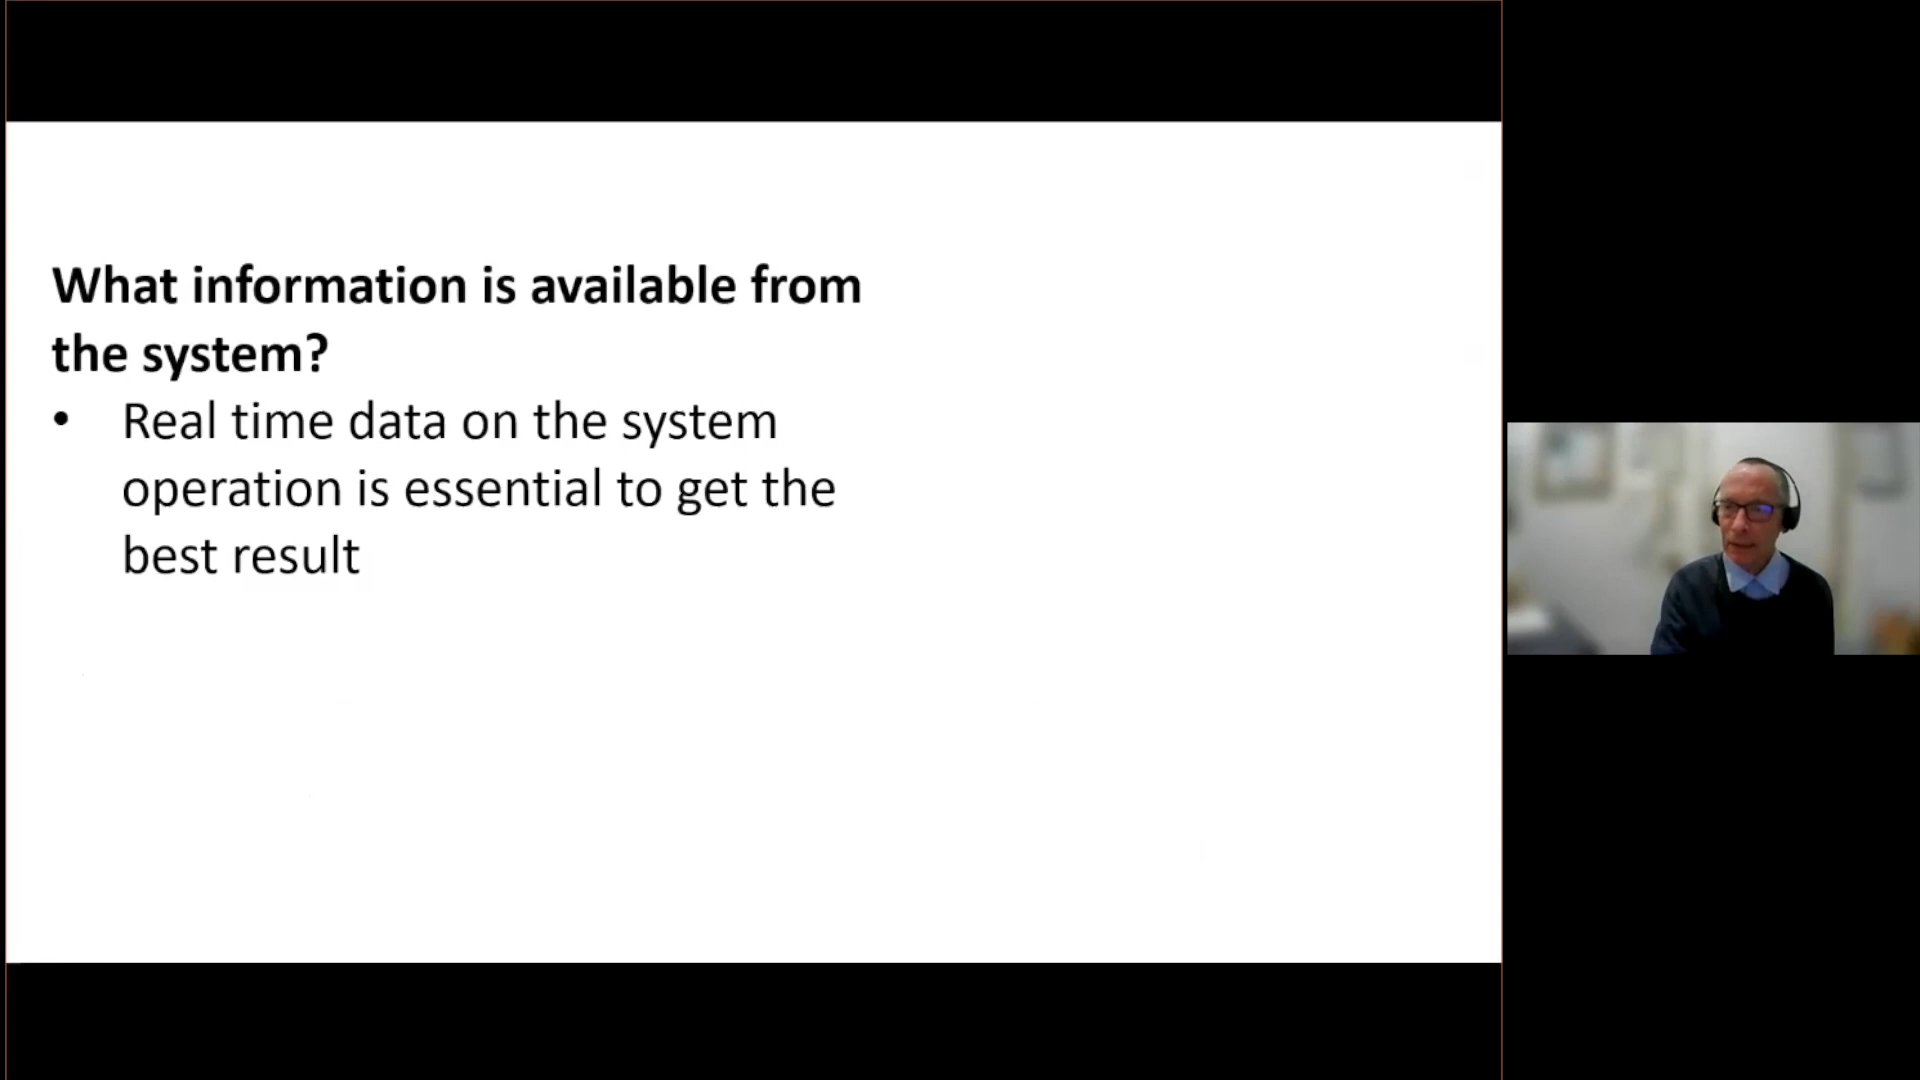 What information is available from
the system?
• Real time data on the system
operation is essential to get the
best result